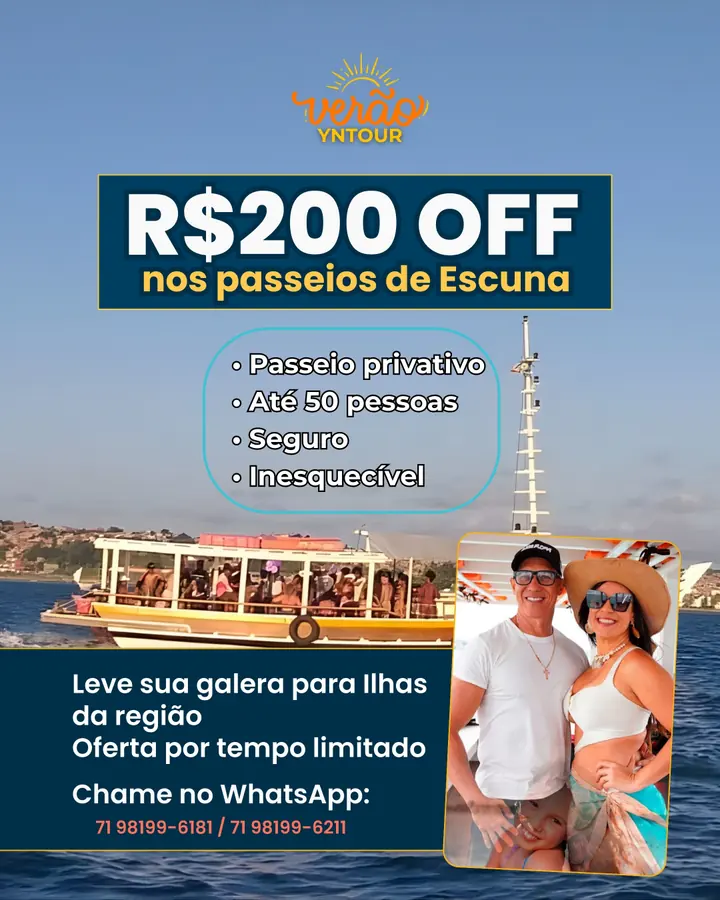 verão
YNTOUR
R$200 OFF
nos passeios de Escuna
• Passeio privativo
• Até 50 pessoas
• Seguro
• Inesquecível
Leve sua galera para Ilhas
da região
Oferta por tempo limitado
Chame no WhatsApp:
71 98199-6181 / 71 98199-6211